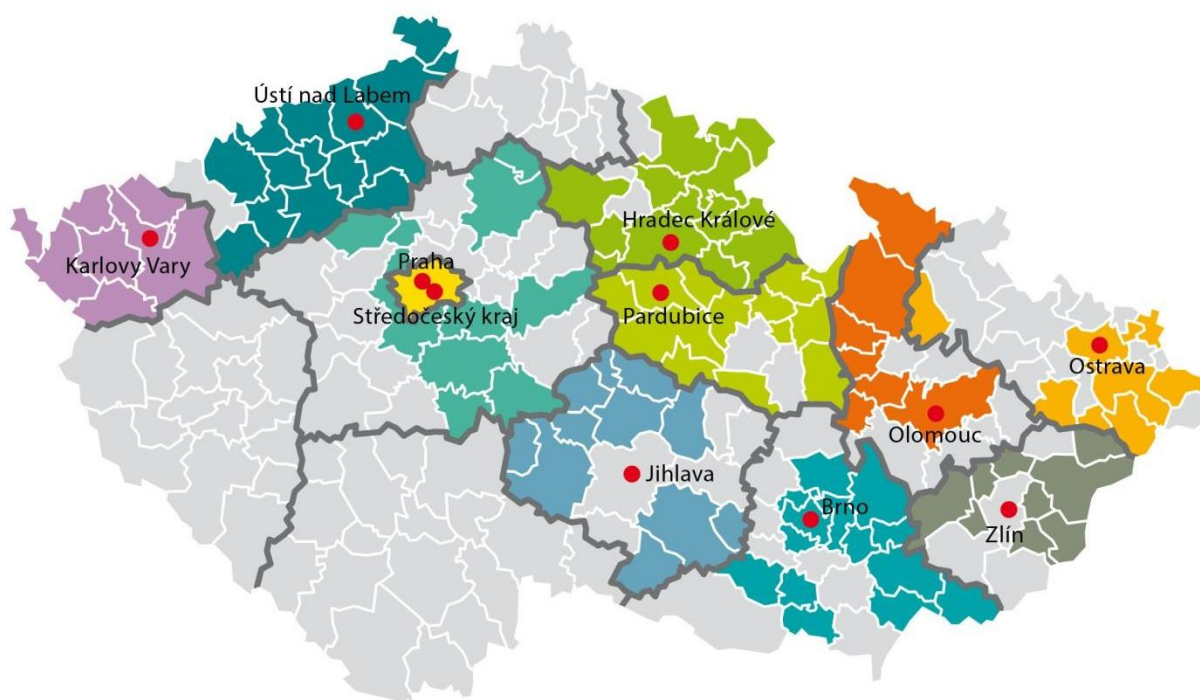 Ústí nad Labem
Karlovy Vary
Praha
Středočeský kraj
Hradec Králové
Pardubice
Ostrava
Olomouc
Jihlava
Brno
Zlín